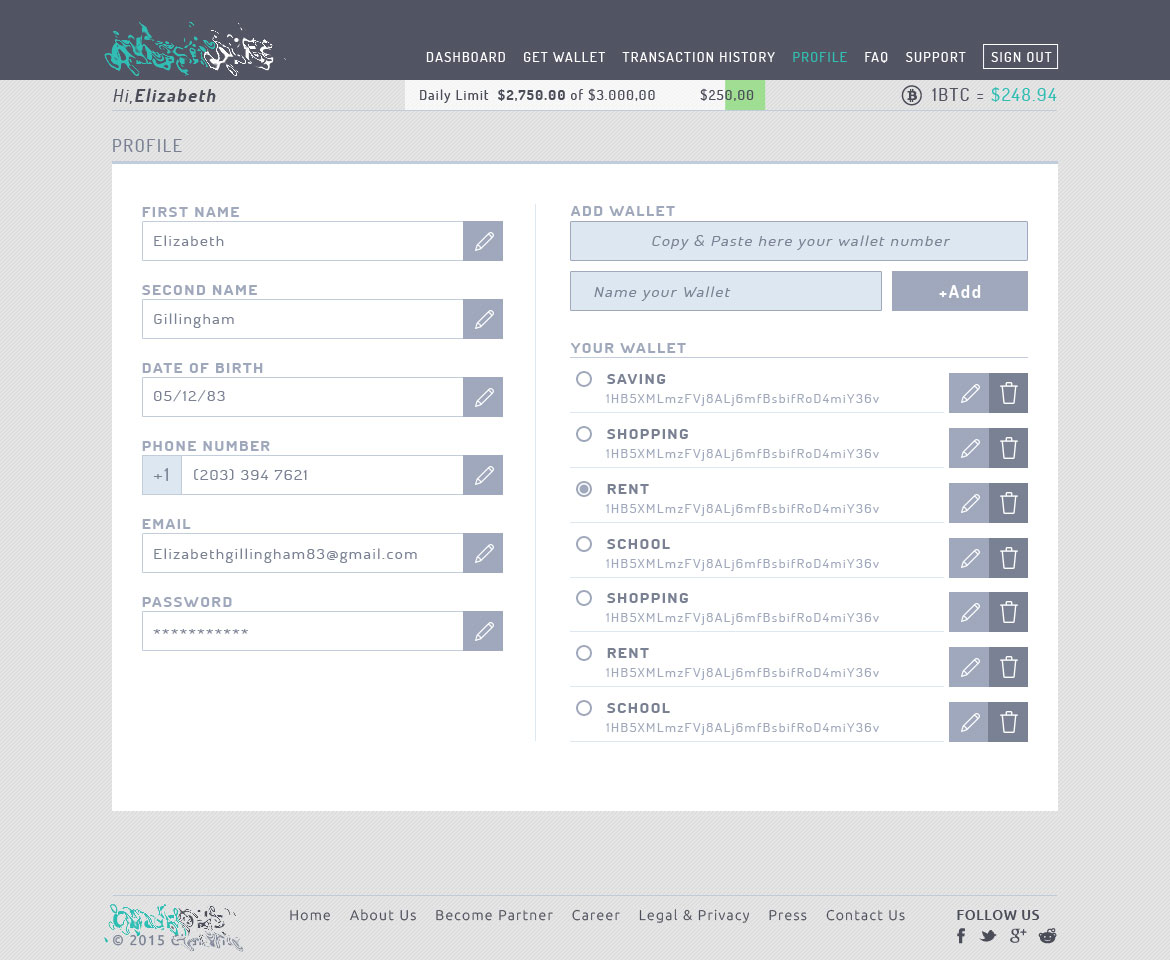 DASHBOARD GET WALLET TRANSACTION HISTORY PROFILE FAQ SUPPORT SIGN OUT
Hi,Elizabeth Daily Limit $2,750.00 of $3.000,00 $250,00 1BTC = $248.94
PROFILE
FIRST NAME
Elizabeth
SECOND NAME
Gillingham
DATE OF BIRTH
05/12/83
PHONE NUMBER
+1 (203) 394 7621
EMAIL
Elizabethgillingham83@gmail.com
PASSWORD
***********
ADD WALLET
Copy & Paste here your wallet number
Name your Wallet +Add
YOUR WALLET
SAVING
1HB5XMLmzFVj8ALj6mfBsbifRoD4miY36v
SHOPPING
1HB5XMLmzFVj8ALj6mfBsbifRoD4miY36v
RENT
1HB5XMLmzFVj8ALj6mfBsbifRoD4miY36v
SCHOOL
1HB5XMLmzFVj8ALj6mfBsbifRoD4miY36v
SHOPPING
1HB5XMLmzFVj8ALj6mfBsbifRoD4miY36v
RENT
1HB5XMLmzFVj8ALj6mfBsbifRoD4miY36v
SCHOOL
1HB5XMLmzFVj8ALj6mfBsbifRoD4miY36v
Home About Us Become Partner Career Legal & Privacy Press Contact Us FOLLOW US
© 2015